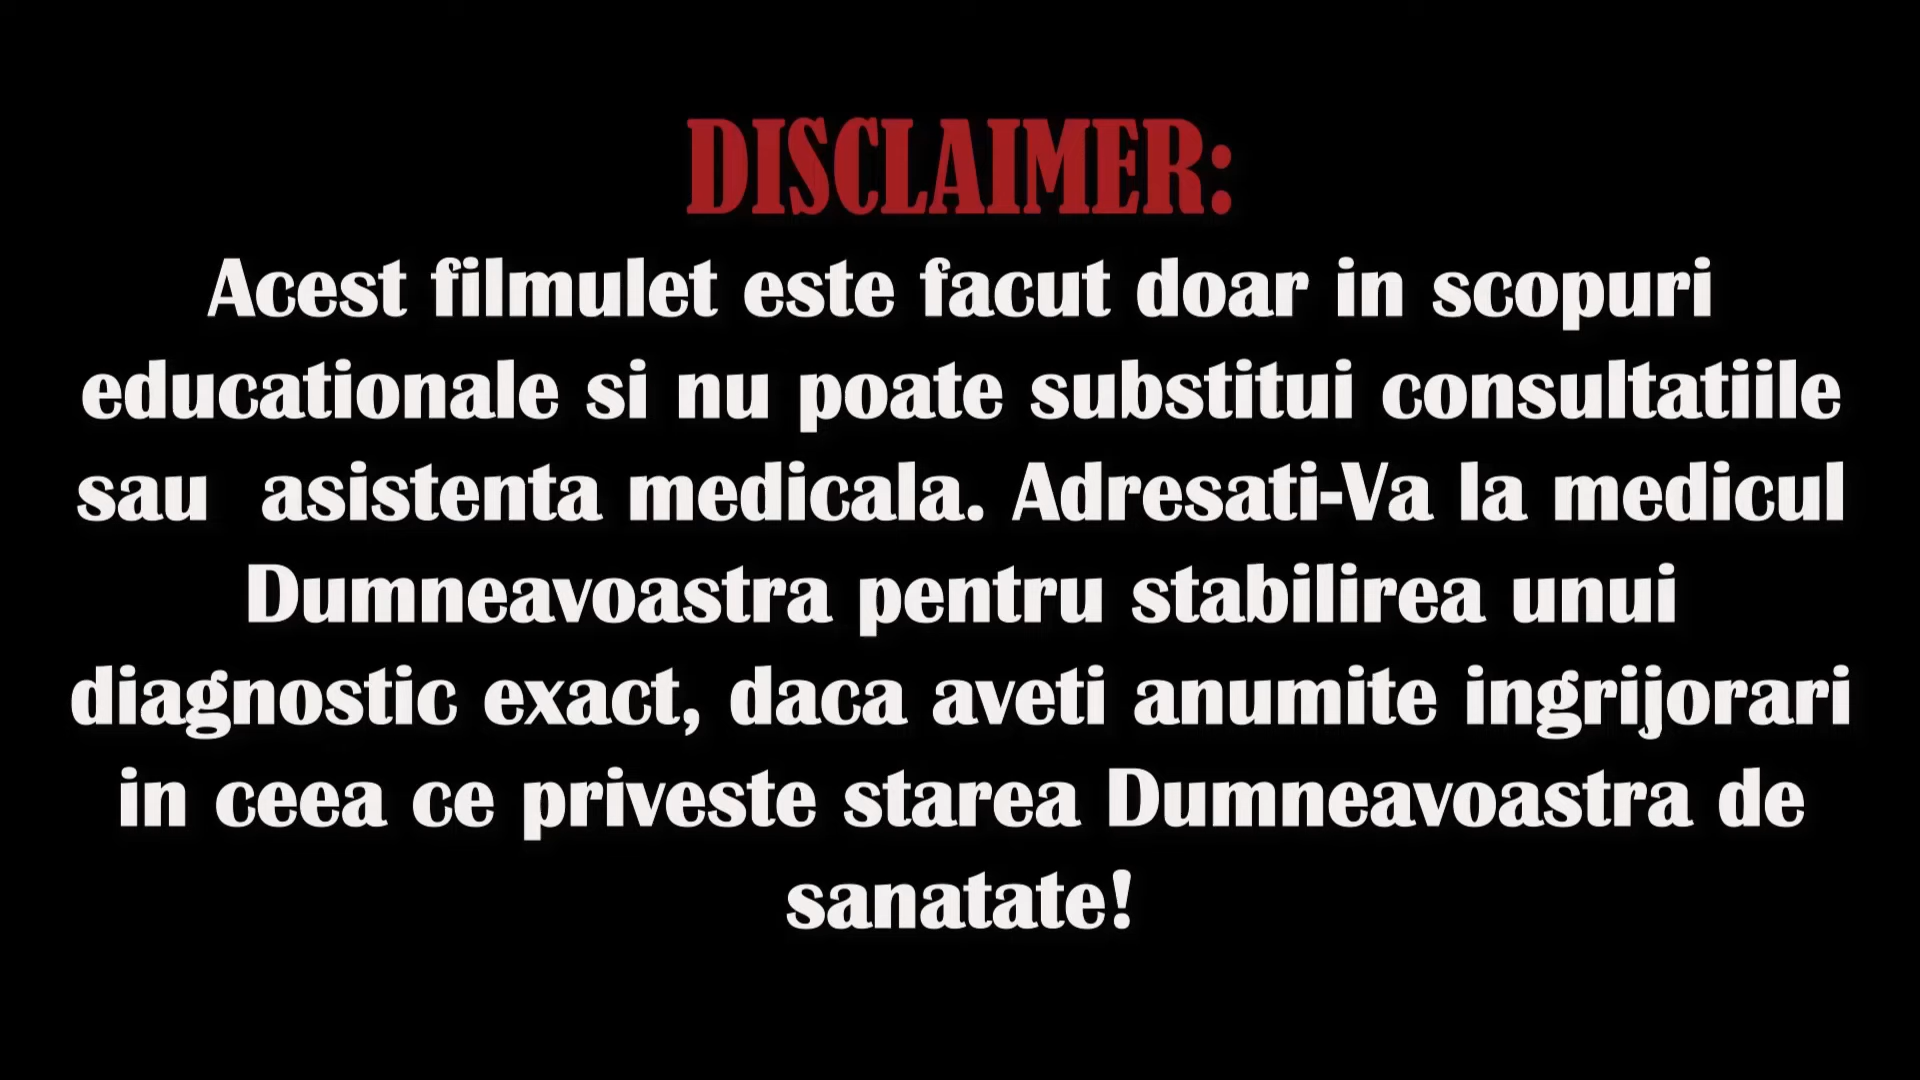 DISCLAIMER:
Acest filmulet este facut doar in scopuri
educationale si nu poate substitui consultatiile
sau  asistenta medicala. Adresati-Va la medicul
Dumneavoastra pentru stabilirea unui
diagnostic exact, daca aveti anumite ingrijorari
in ceea ce priveste starea Dumneavoastra de
sanatate!